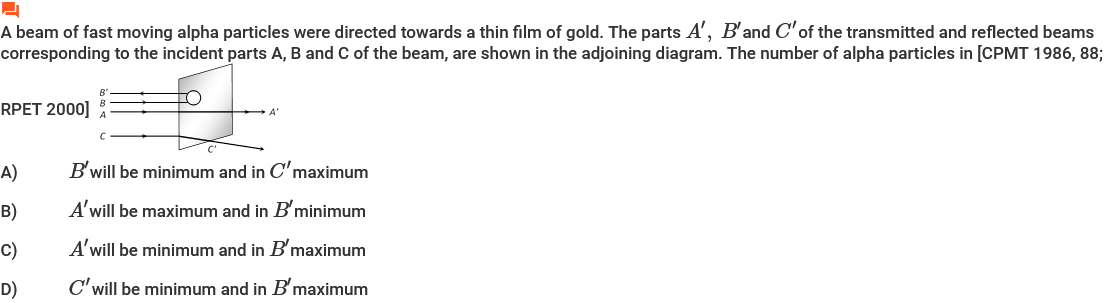 A beam of fast moving alpha particles were directed towards a thin film of gold. The parts A′, B′and C′of the transmitted and reflected beams
corresponding to the incident parts A, B and C of the beam, are shown in the adjoining diagram. The number of alpha particles in [CPMT 1986, 88;
RPET 2000]
B′
B
A
A′
C
C′
A) B′will be minimum and in C′maximum
B) A′will be maximum and in B′minimum
C) A′will be minimum and in B′maximum
D) C′will be minimum and in B′maximum